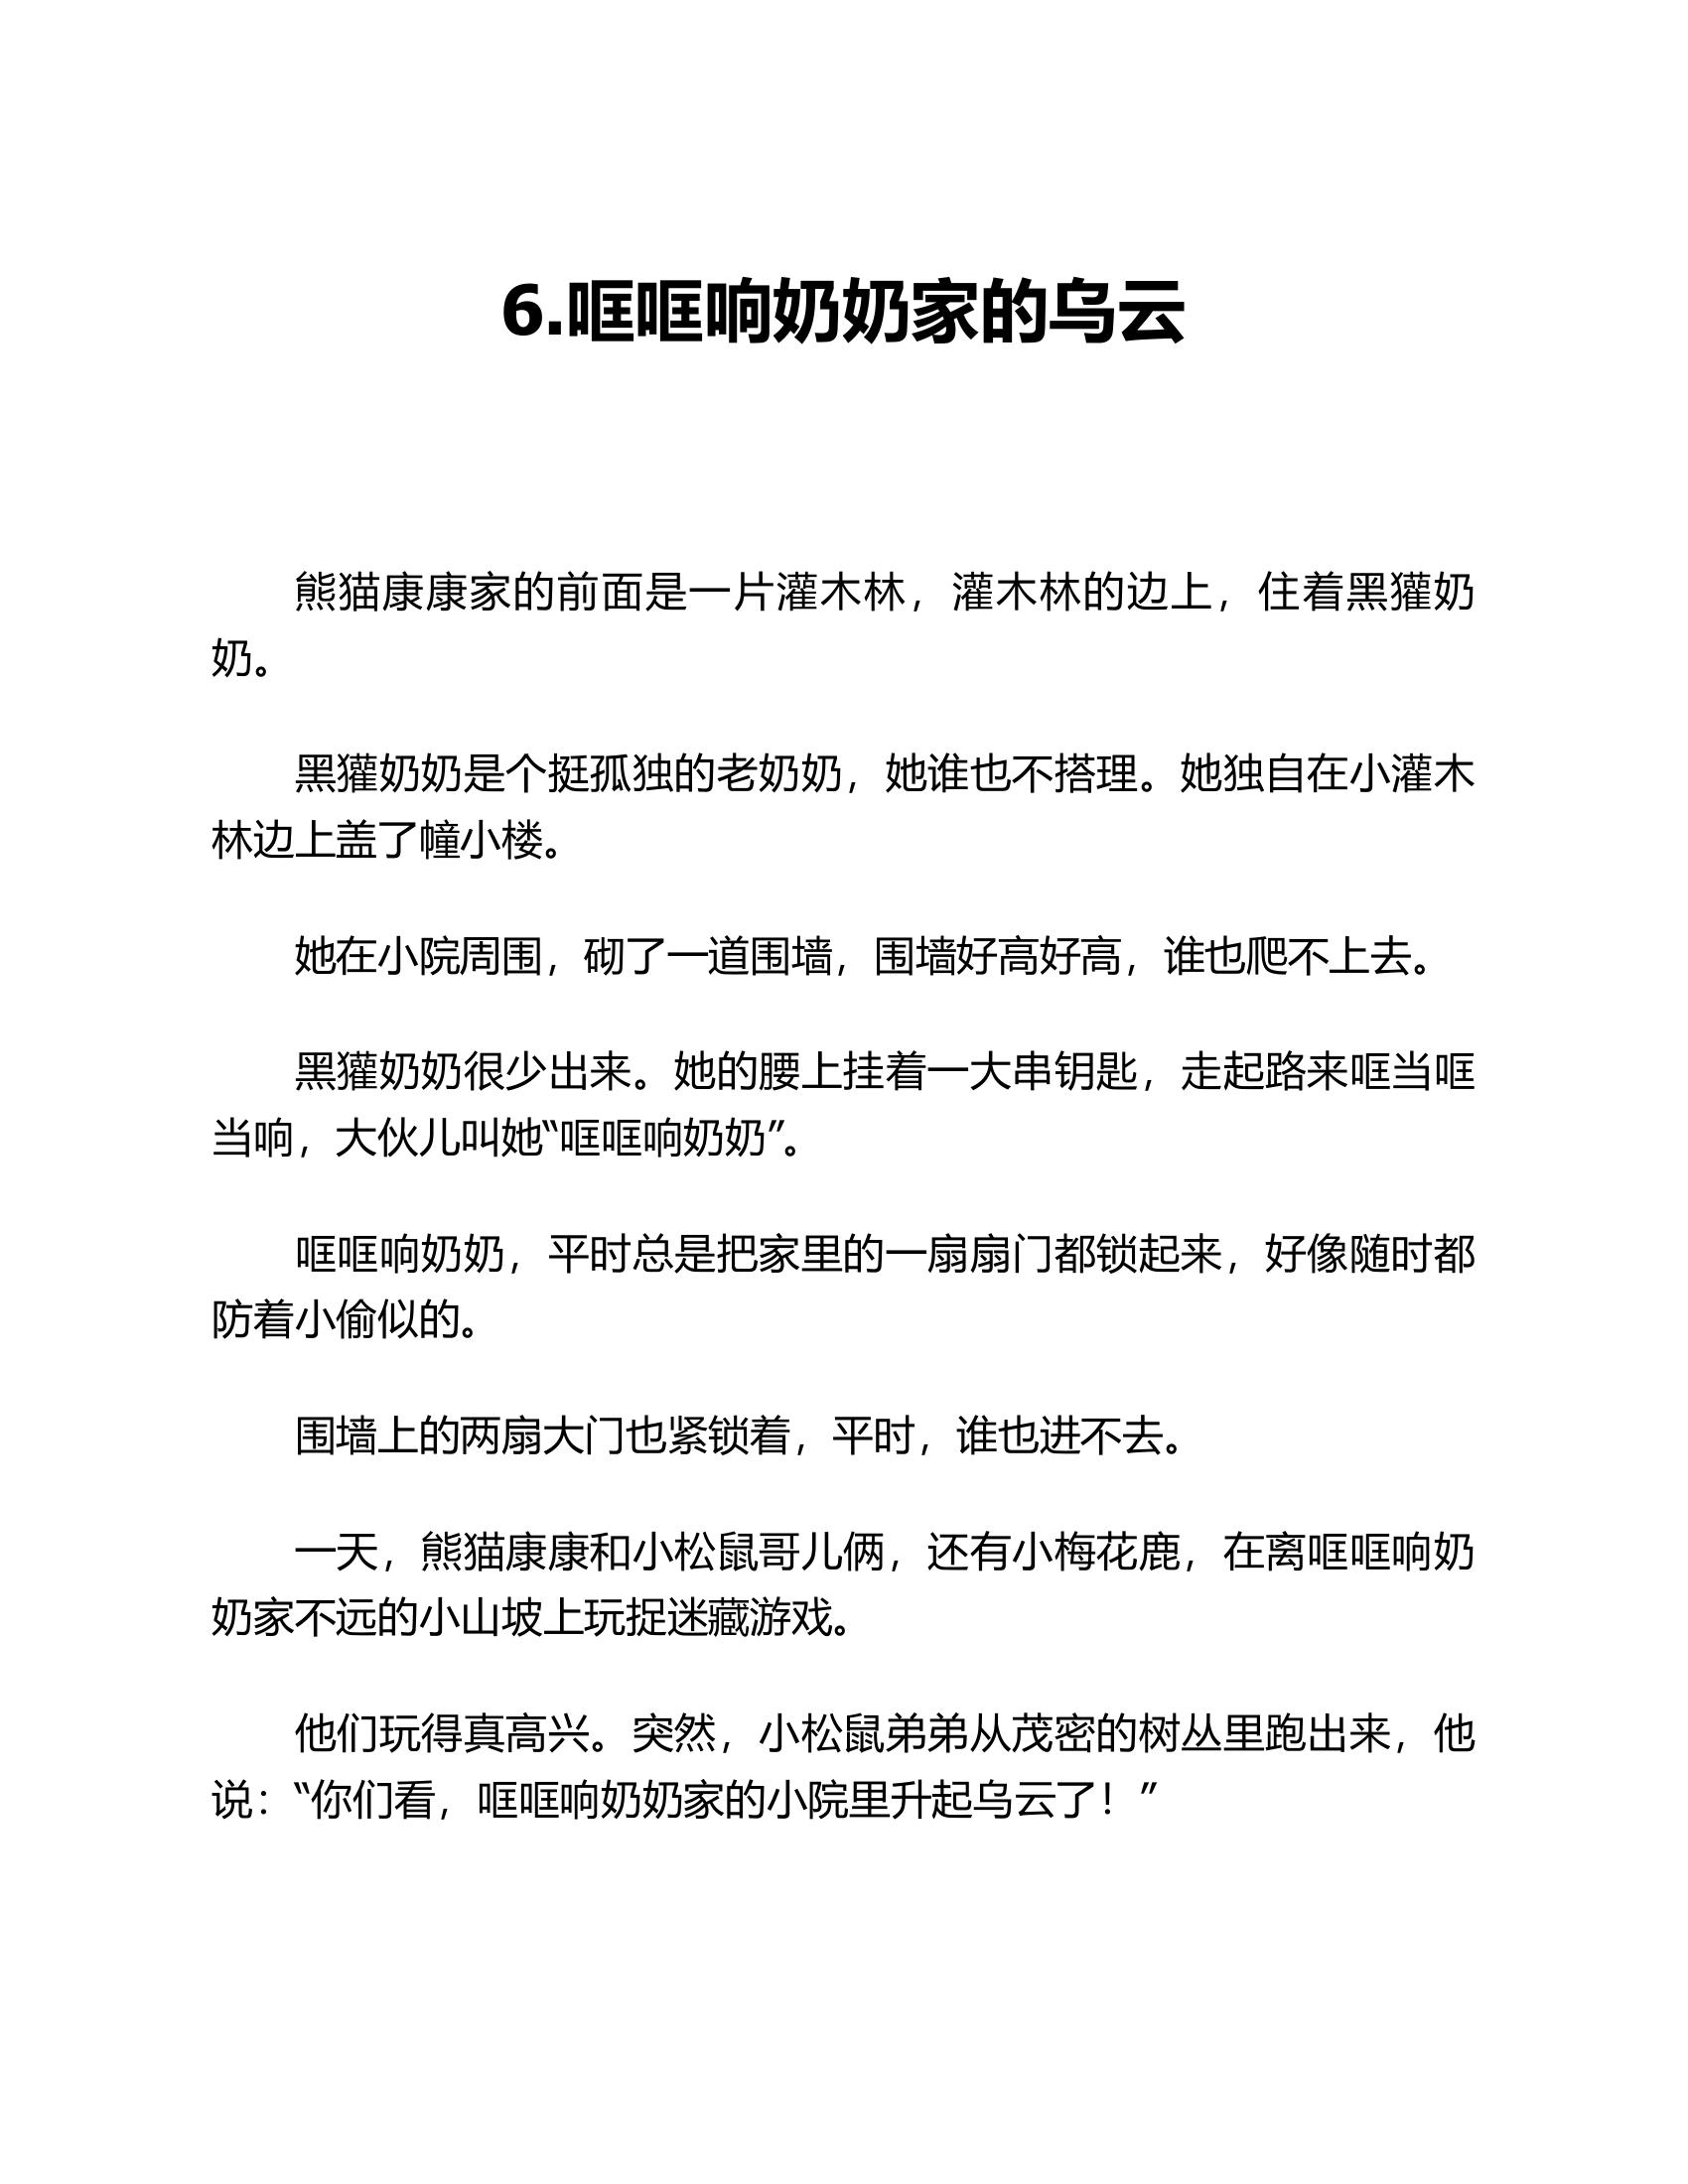 6.哐哐响奶奶家的乌云
熊猫康康家的前面是一片灌木林，灌木林的边上，住着黑獾奶
奶。
黑獾奶奶是个挺孤独的老奶奶，她谁也不搭理。她独自在小灌木
林边上盖了幢小楼。
她在小院周围，砌了一道围墙，围墙好高好高，谁也爬不上去。
黑獾奶奶很少出来。她的腰上挂着一大串钥匙，走起路来哐当哐
当响，大伙儿叫她“哐哐响奶奶”。
哐哐响奶奶，平时总是把家里的一扇扇门都锁起来，好像随时都
防着小偷似的。
围墙上的两扇大门也紧锁着，平时，谁也进不去。
一天，熊猫康康和小松鼠哥儿俩，还有小梅花鹿，在离哐哐响奶
奶家不远的小山坡上玩捉迷藏游戏。
他们玩得真高兴。突然，小松鼠弟弟从茂密的树丛里跑出来，他
说：“你们看，哐哐响奶奶家的小院里升起乌云了！”